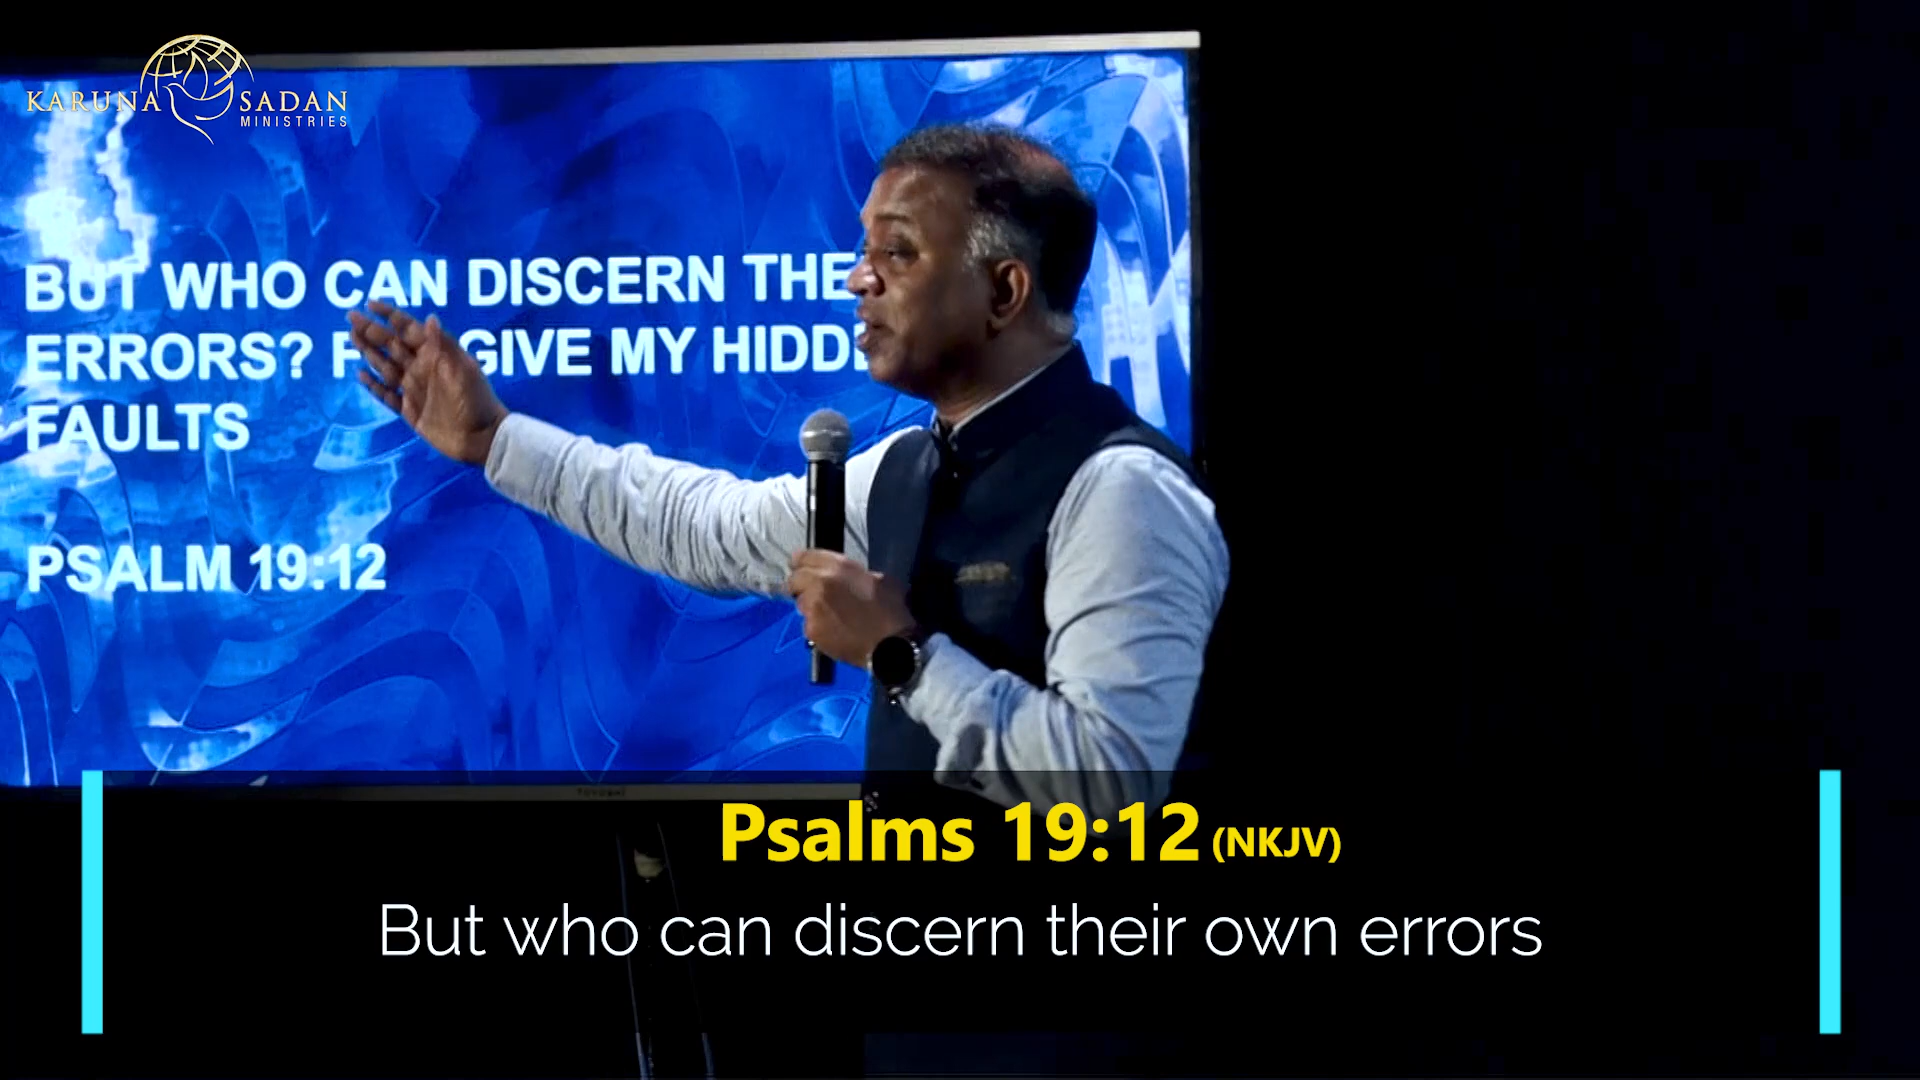 KARUNA SADAN
MINISTRIES
BUT WHO CAN DISCERN THE
ERRORS? GIVE MY
FAULTS
PSALM 19:12
Psalms 19:12 (NKJV)
But who can discern their own errors